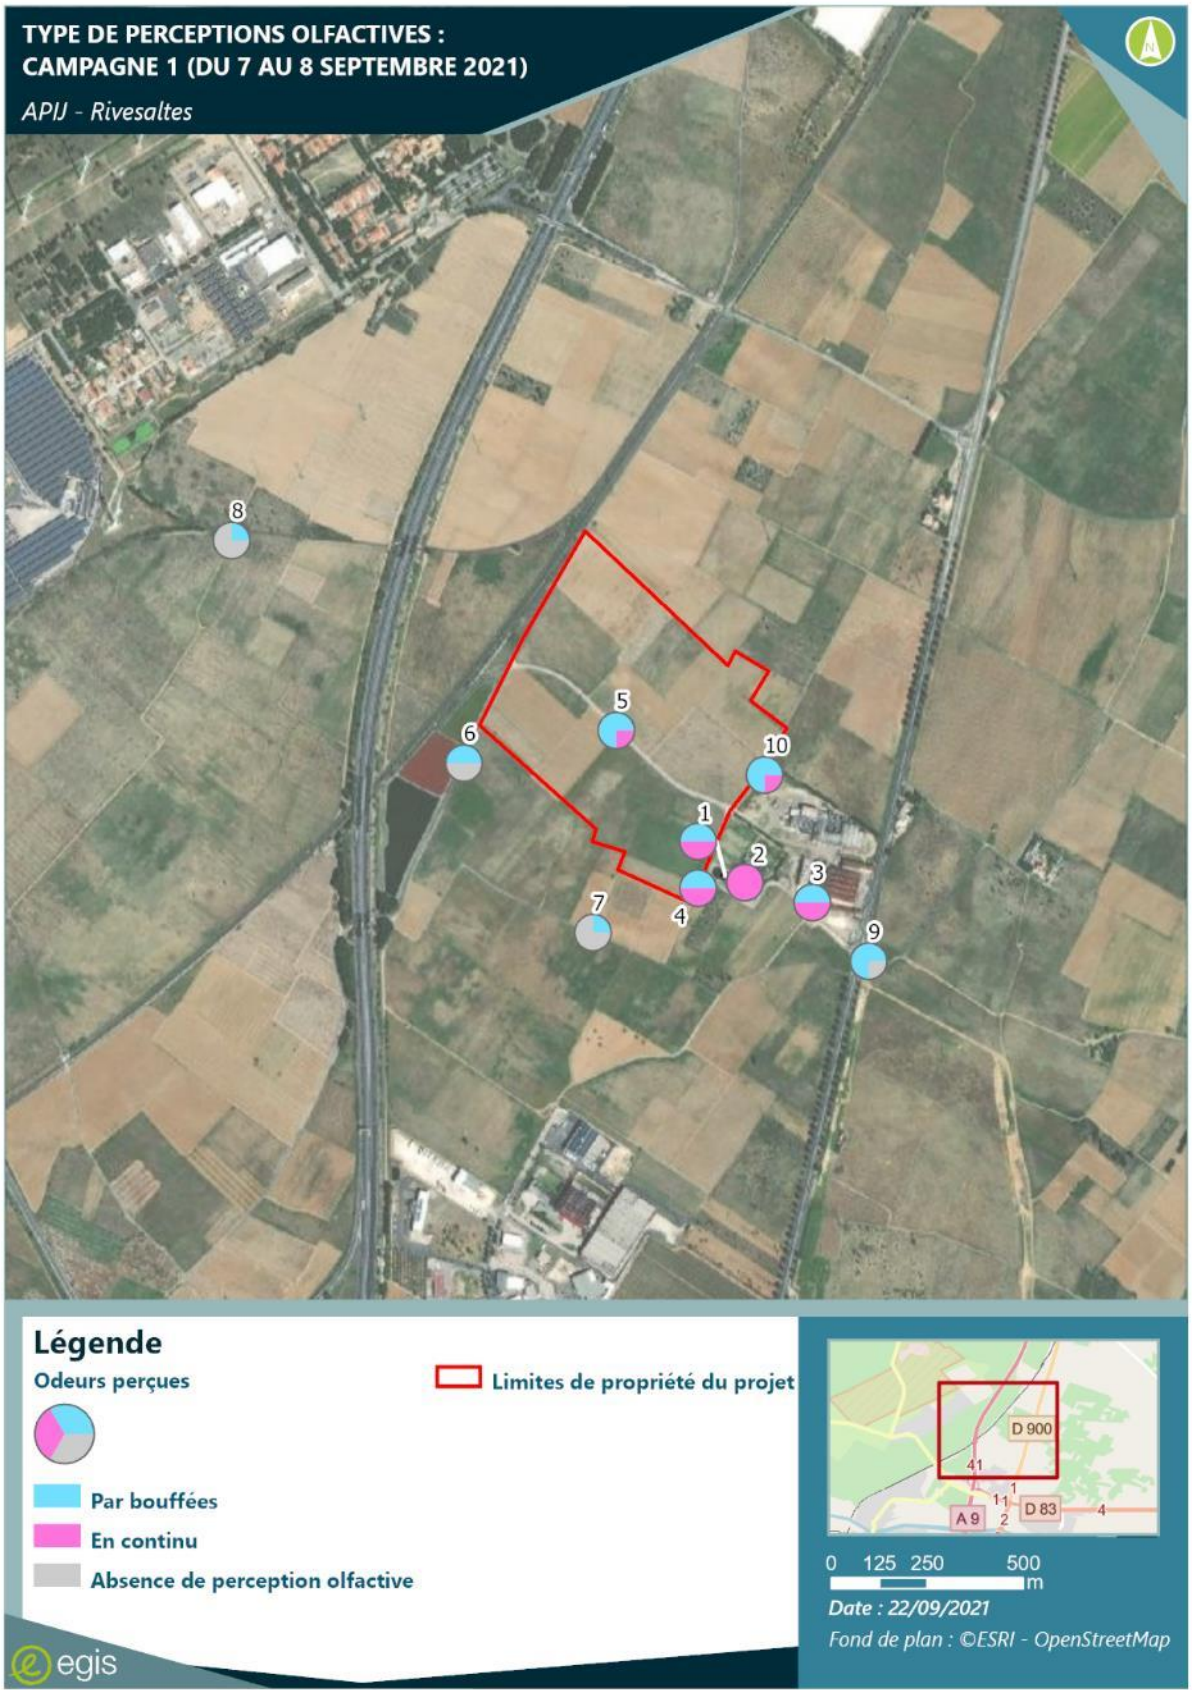 TYPE DE PERCEPTIONS OLFACTIVES :
CAMPAGNE 1 (DU 7 AU 8 SEPTEMBRE 2021)
APIJ - Rivesaltes
N
8
5
6
10
1
2
3
7
4
9
Légende
Odeurs perçues
Limites de propriété du projet
Par bouffées
En continu
Absence de perception olfactive
egis
D 900
41
1
11
D 83
4
A 9
2
0 125 250 500
m
Date : 22/09/2021
Fond de plan : ©ESRI - OpenStreetMap